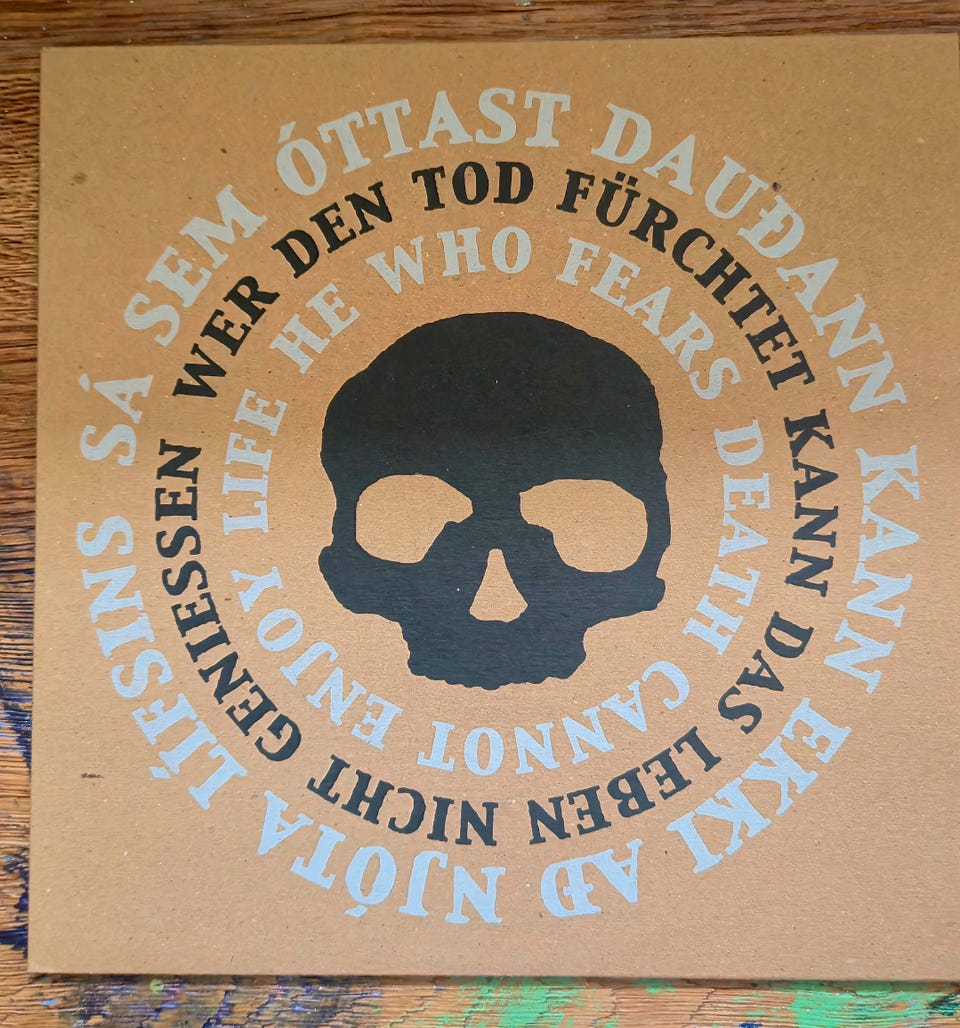 SÁ SEM ÓTTAST DAUÐANN KANN EKKI AÐ NJÓTA LÍFSINS
WER DEN TOD FÜRCHTET KANN DAS LEBEN NICHT GENIESSEN
HE WHO FEARS DEATH CANNOT ENJOY LIFE